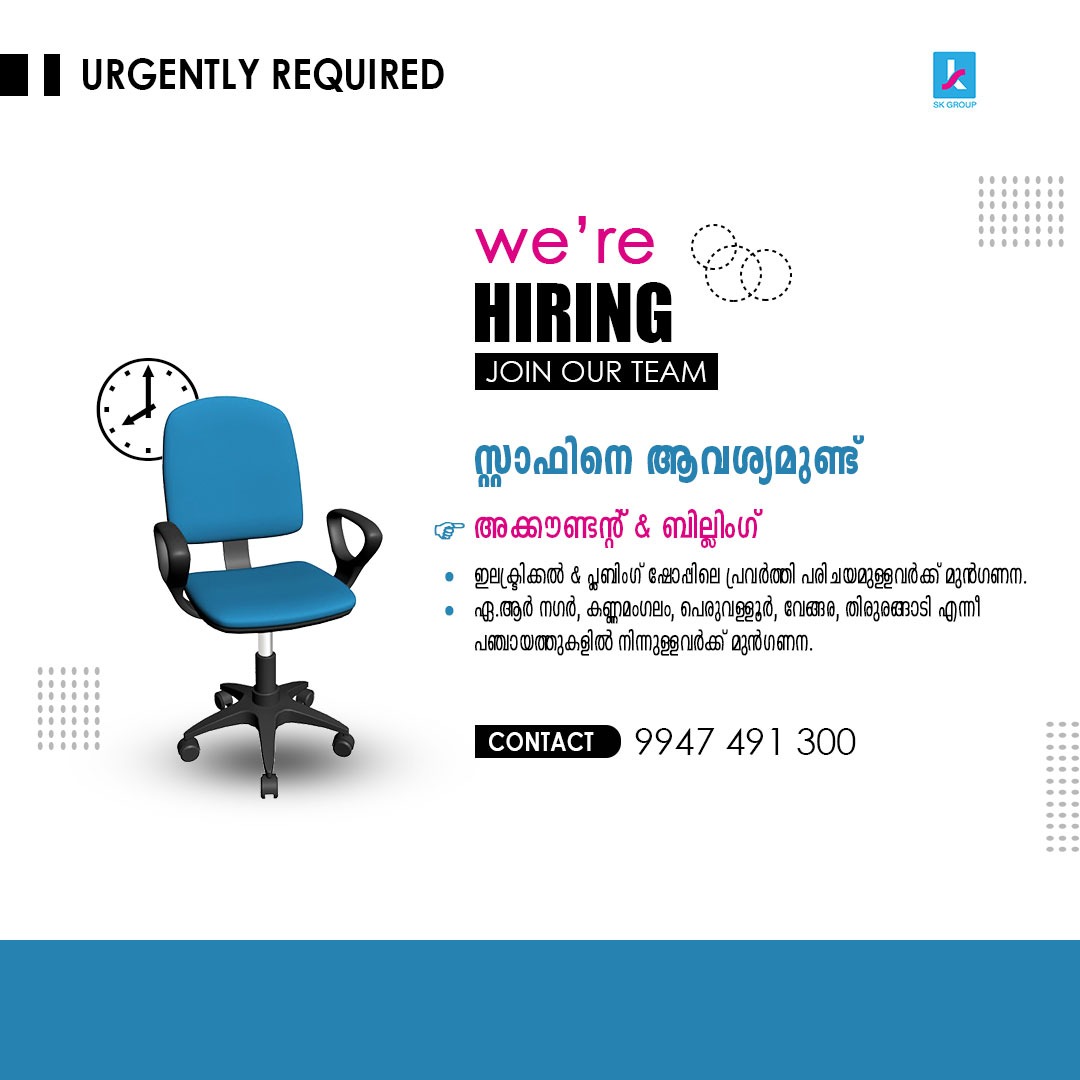 URGENTLY REQUIRED
SK GROUP
we're
HIRING
JOIN OUR TEAM
സ്റ്റാഫിനെ ആവശ്യമുണ്ട്
അക്കൗണ്ടന്റ് & ബില്ലിംഗ്
ഇലക്ട്രിക്കൽ & പ്ലബിംഗ് ഷോപ്പിലെ പ്രവർത്തി പരിചയമുള്ളവർക്ക് മുൻഗണന.
ഏ.ആർ നഗർ, കണ്ണമംഗലം, പെരുവള്ളൂർ, വേങ്ങര, തിരുരങ്ങാടി എന്നീ
പഞ്ചായത്തുകളിൽ നിന്നുള്ളവർക്ക് മുൻഗണന.
CONTACT 9947 491 300